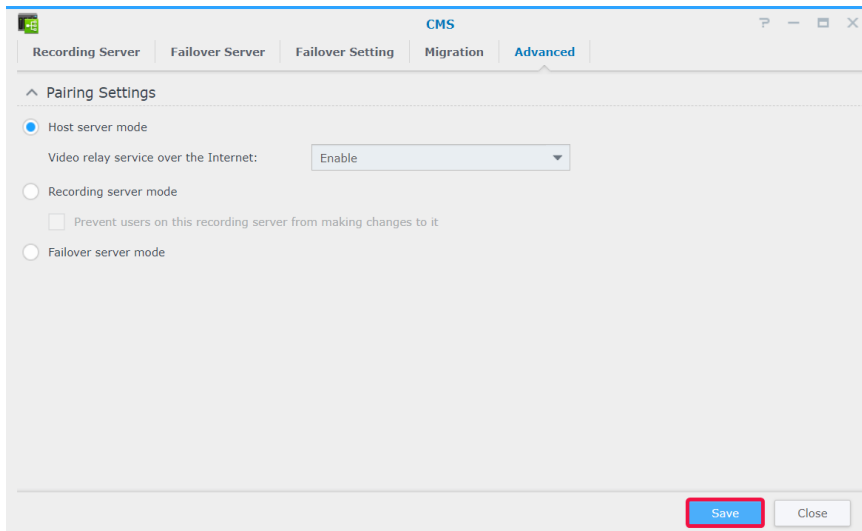 CMS
Recording Server
Failover Server
Failover Setting
Migration
Advanced
Pairing Settings
Host server mode
Video relay service over the Internet:
Enable
Recording server mode
Prevent users on this recording server from making changes to it
Failover server mode
Save
Close